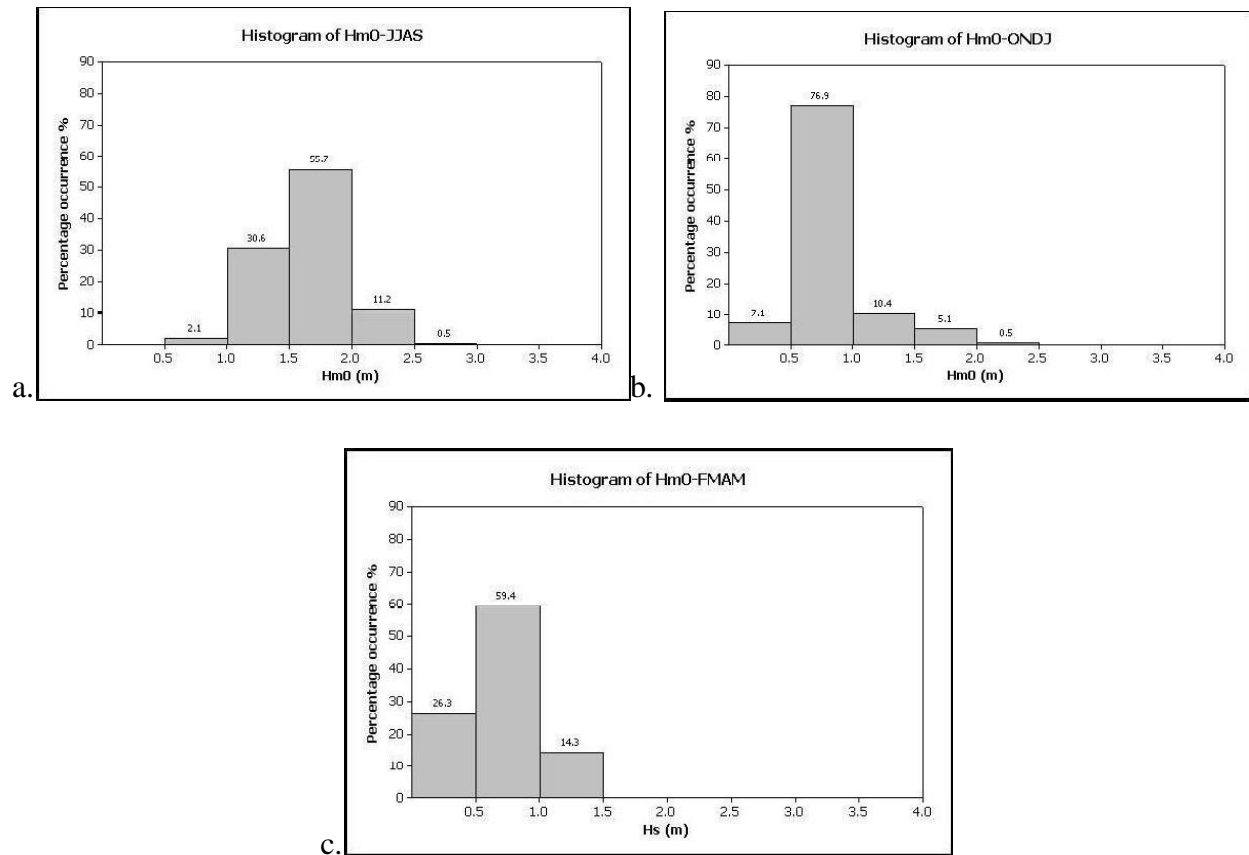 Histogram of Hm0-JJAS
Percentage occurrence %
90
80
70
60
50
40
30
20
10
0
2.1
30.6
55.7
11.2
0.5
0.5 1.0 1.5 2.0 2.5 3.0 3.5 4.0
Hm0 (m)
a.
Histogram of Hm0-ONDJ
Percentage occurrence %
90
80
70
60
50
40
30
20
10
0
7.1
76.9
10.4
5.1
0.5
0.5 1.0 1.5 2.0 2.5 3.0 3.5 4.0
Hm0 (m)
b.
Histogram of Hm0-FMAM
Percentage occurrence %
90
80
70
60
50
40
30
20
10
0
26.3
59.4
14.3
0.5 1.0 1.5 2.0 2.5 3.0 3.5 4.0
Hs (m)
c.